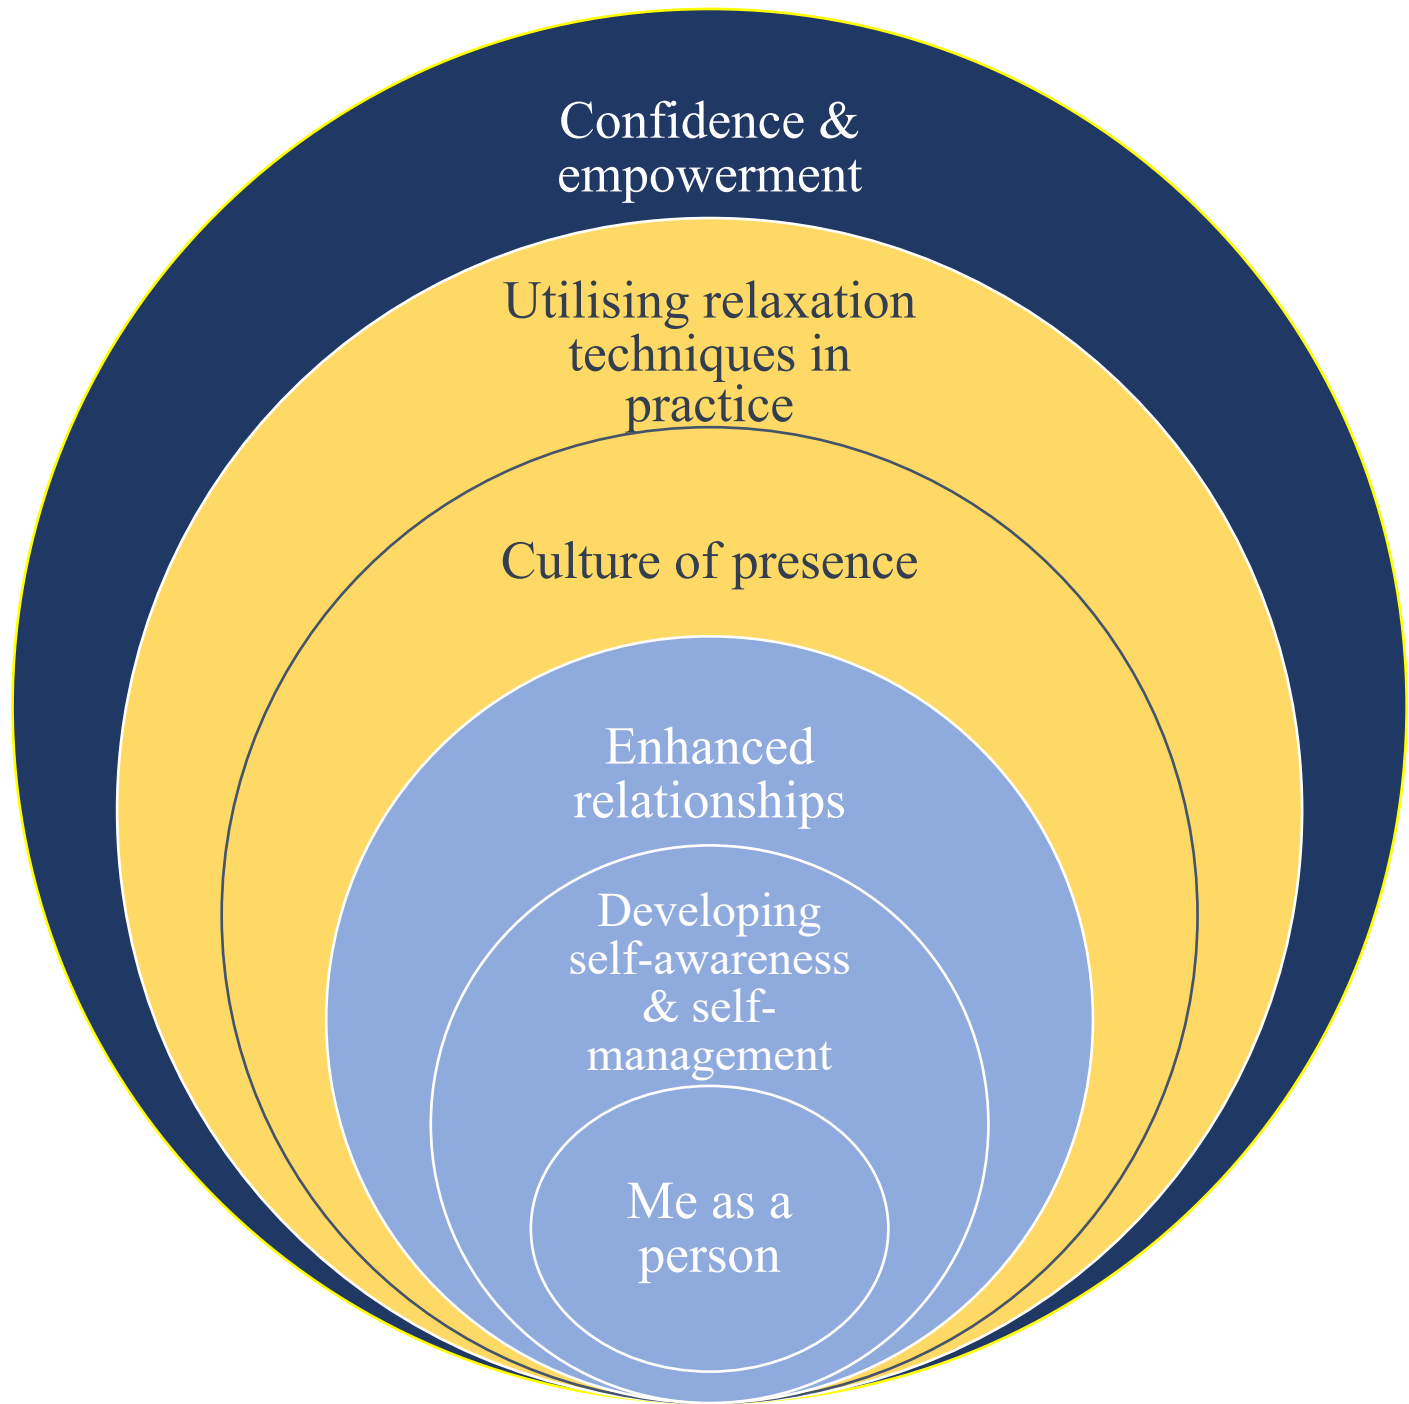 Confidence &
empowerment
Utilising relaxation
techniques in
practice
Culture of presence
Enhanced
relationships
Developing
self-awareness
& self-
management
Me as a
person